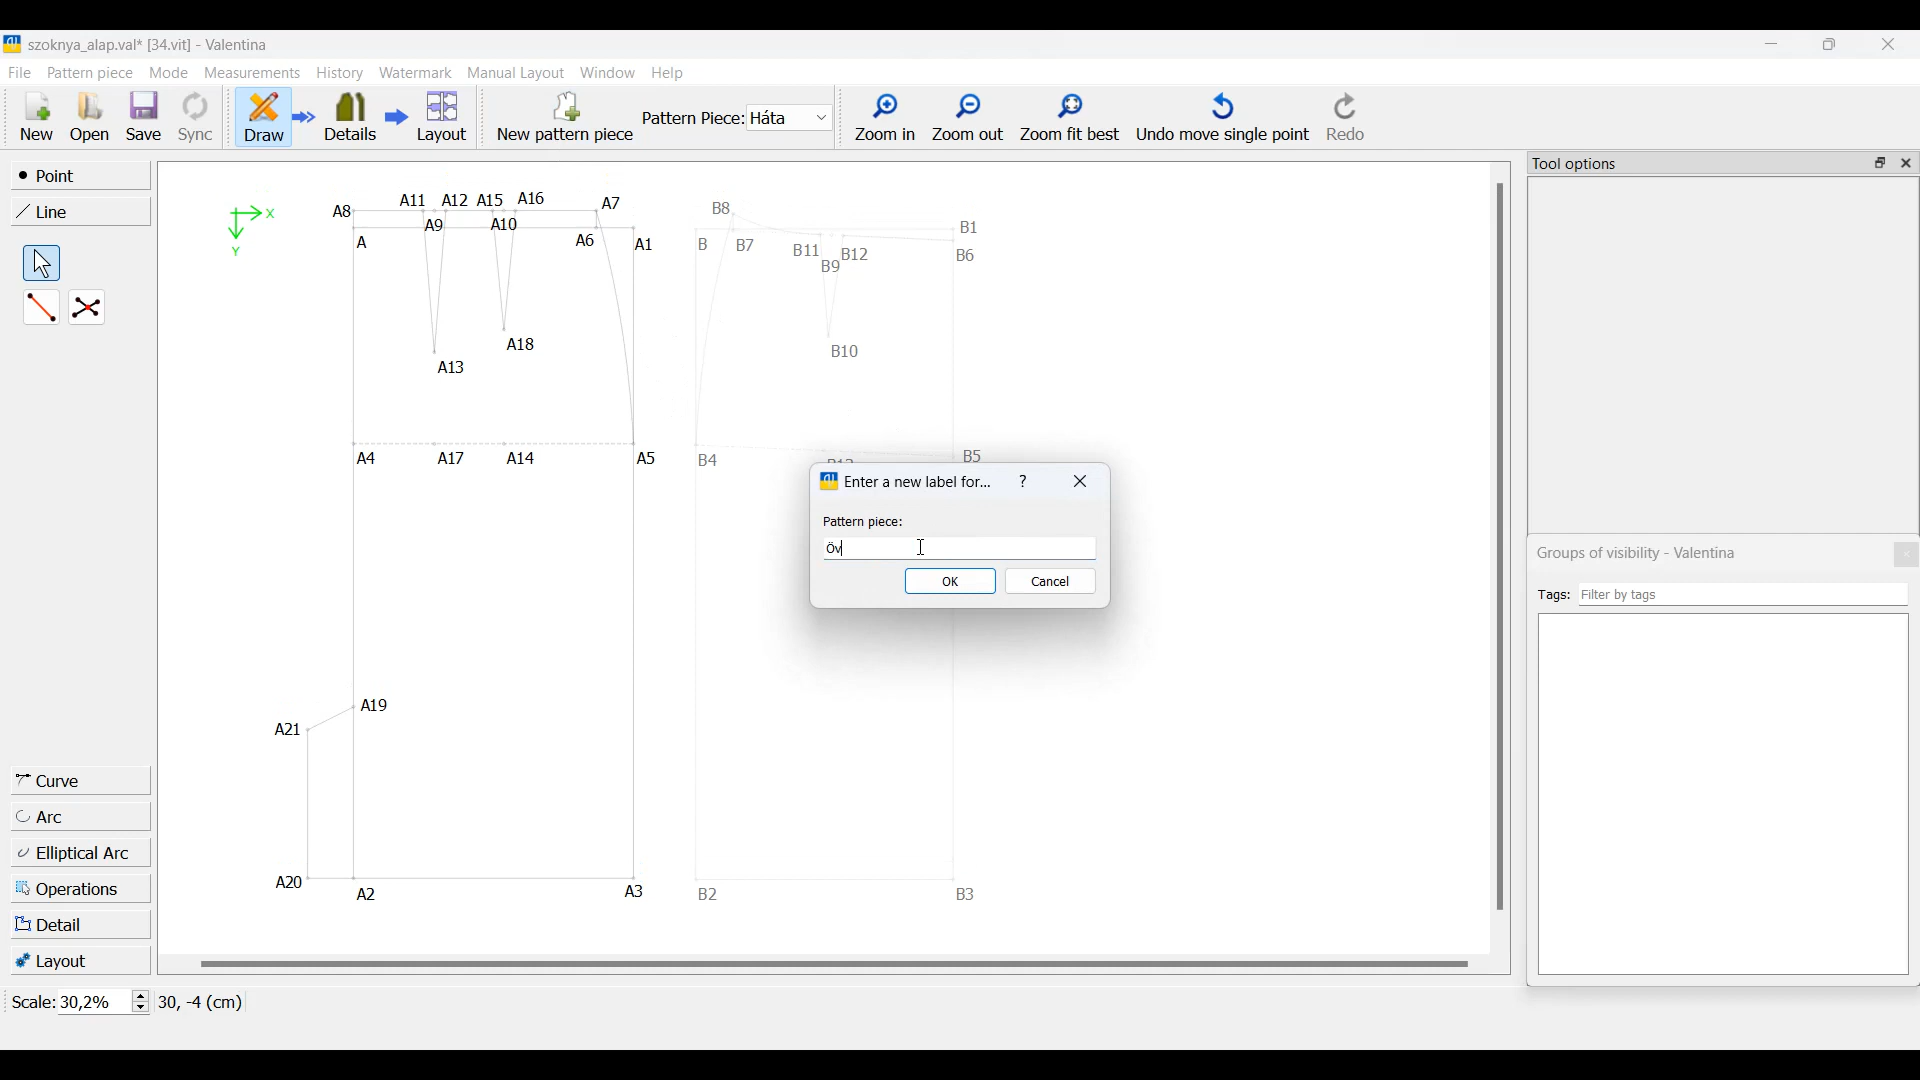 szoknya_alap.val* [34.vit] - Valentina
File Pattern piece Mode Measurements History Watermark Manual Layout Window Help
New Open Save Sync Draw Details Layout New pattern piece Pattern Piece: Háta Zoom in Zoom out Zoom fit best Undo move single point Redo
Point
Line
Curve
Arc
Elliptical Arc
Operations
Detail
Layout
X
Y
A8 A11 A12 A15 A16 A7
A9 A10
A A6 A1
A18
A13
A4 A17 A14 A5
A19
A21
A20 A2 A3
B8 B1
B B7 B11 B12 B6
B9
B10
B4 B5
B2 B3
Enter a new label for... ?
Pattern piece:
Öv
OK Cancel
Tool options
Groups of visibility - Valentina
Tags: Filter by tags
Scale: 30,2% 30, -4 (cm)